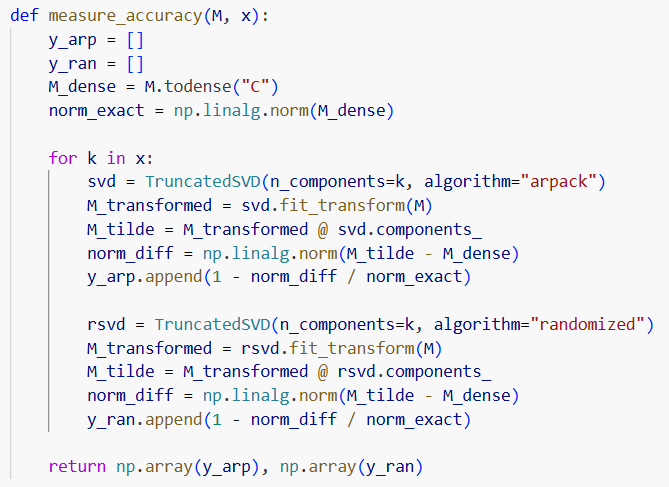 def measure_accuracy(M, x):
    y_arp = []
    y_ran = []
    M_dense = M.todense("C")
    norm_exact = np.linalg.norm(M_dense)

    for k in x:
        svd = TruncatedSVD(n_components=k, algorithm="arpack")
        M_transformed = svd.fit_transform(M)
        M_tilde = M_transformed @ svd.components_
        norm_diff = np.linalg.norm(M_tilde - M_dense)
        y_arp.append(1 - norm_diff / norm_exact)

        rsvd = TruncatedSVD(n_components=k, algorithm="randomized")
        M_transformed = rsvd.fit_transform(M)
        M_tilde = M_transformed @ rsvd.components_
        norm_diff = np.linalg.norm(M_tilde - M_dense)
        y_ran.append(1 - norm_diff / norm_exact)

    return np.array(y_arp), np.array(y_ran)